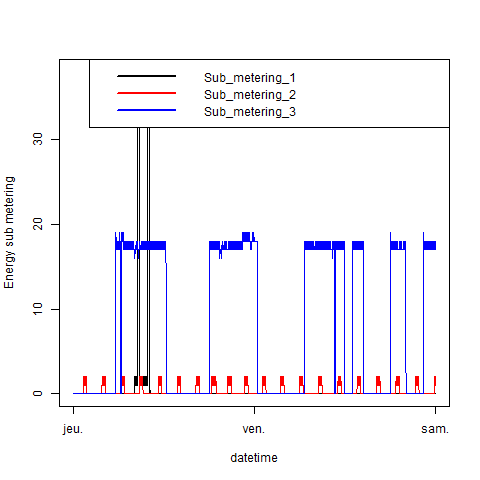 Sub_metering_1
Sub_metering_2
Sub_metering_3
Energy sub metering
30
20
10
0
jeu.
ven.
sam.
datetime